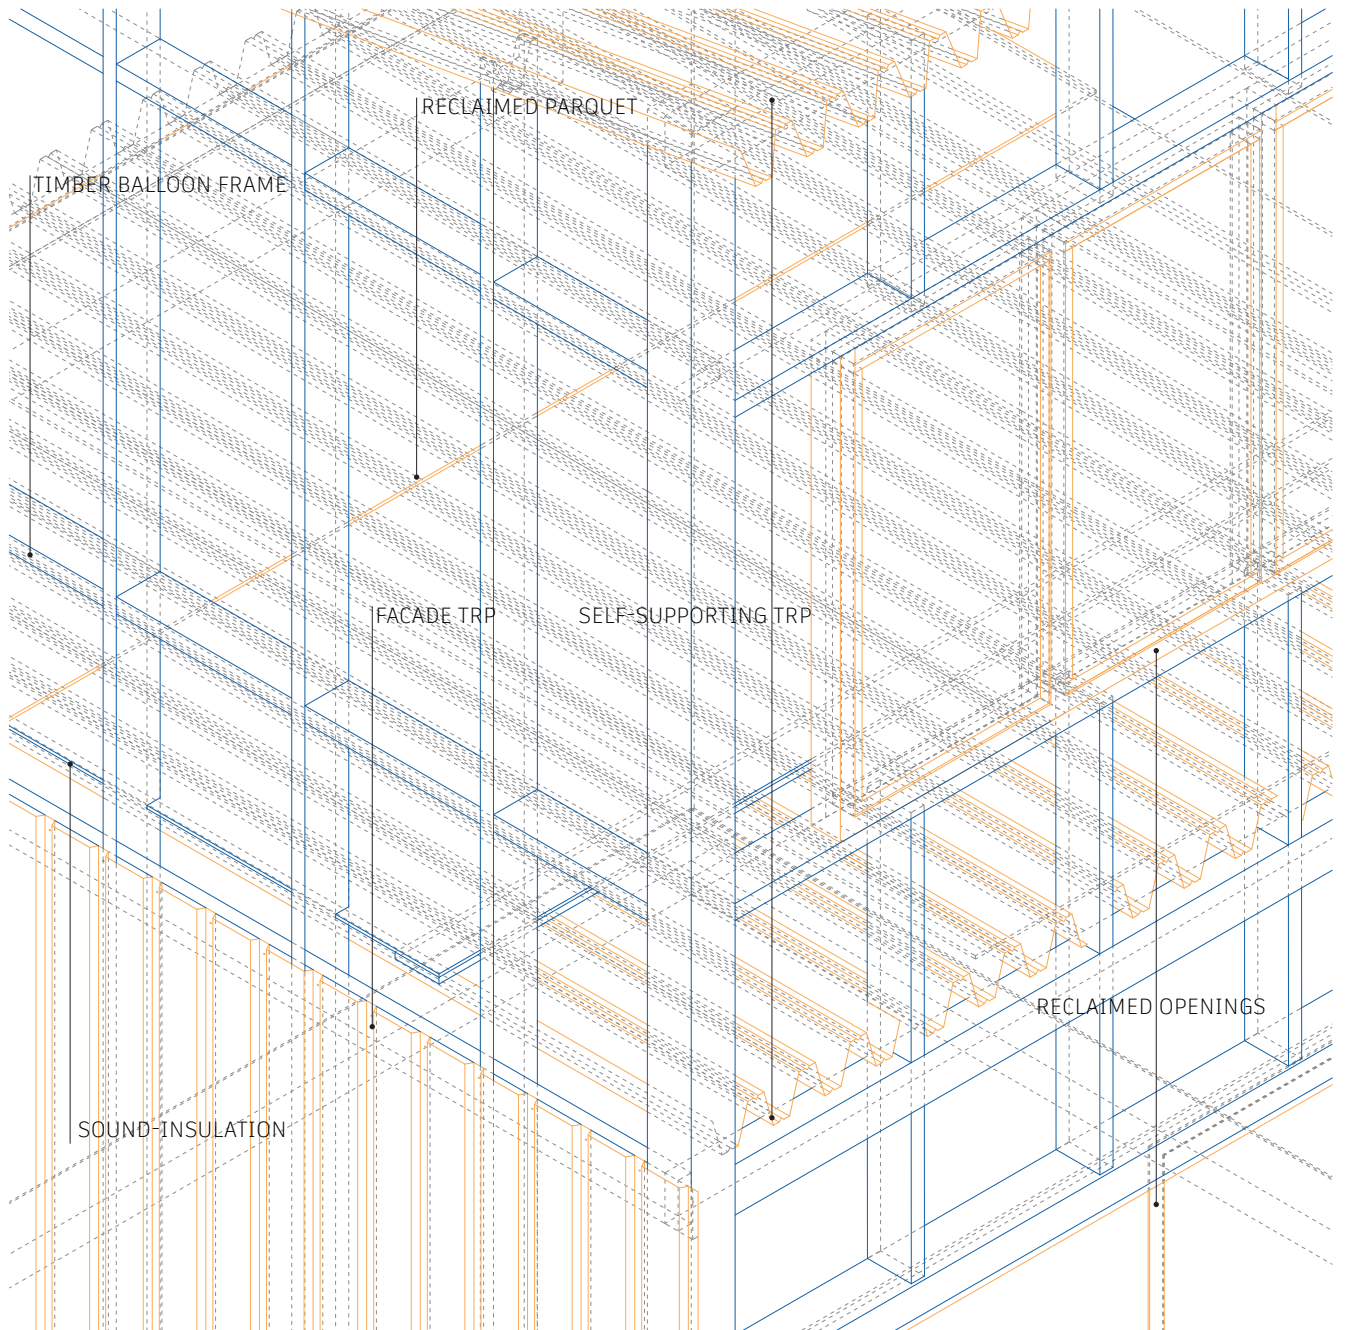 RECLAIMED PARQUET
TIMBER BALLOON FRAME
FACADE TRP
SELF-SUPPORTING TRP
RECLAIMED OPENINGS
SOUND-INSULATION